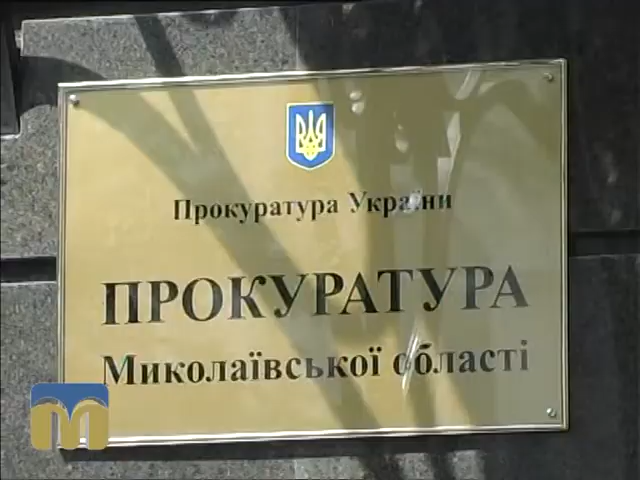 Прокуратура України
ПРОКУРАТУРА
Миколаївської області